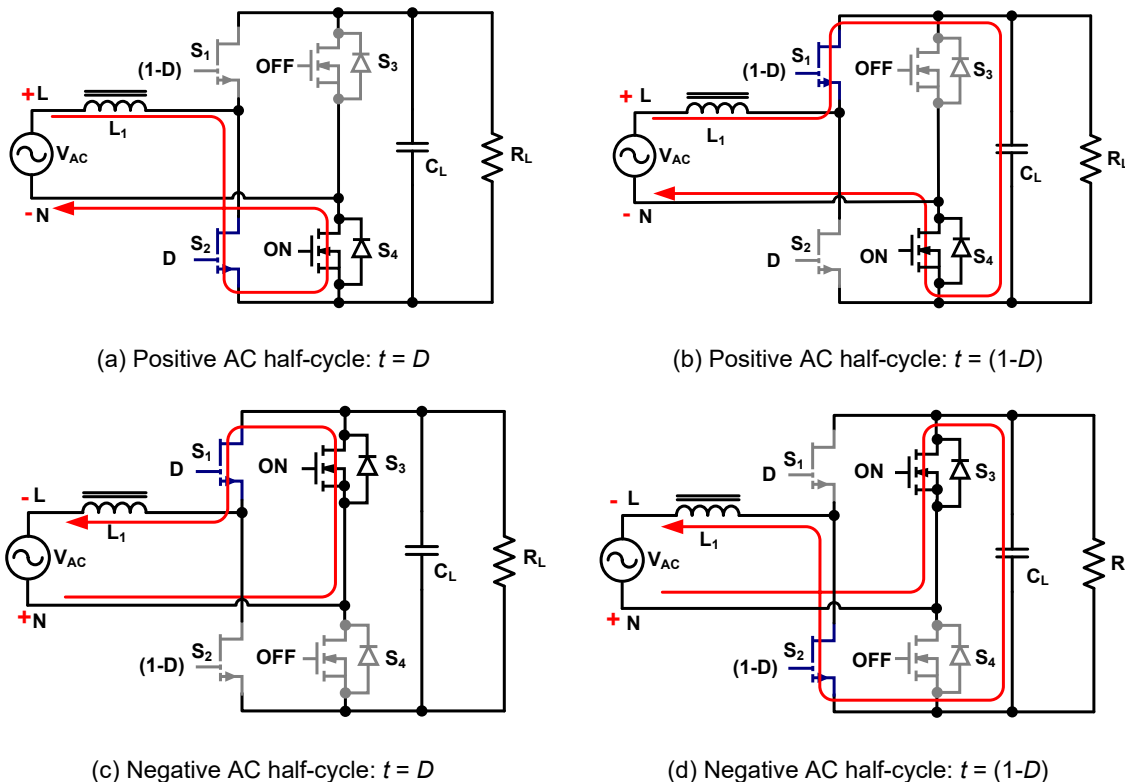 S1
(1-D)
OFF
S3
+ L
L1
VAC
CL
RL
- N
S2
D
ON
S4
(a) Positive AC half-cycle: t = D
S1
(1-D)
OFF
S3
+ L
L1
VAC
CL
RL
- N
S2
D
ON
S4
(b) Positive AC half-cycle: t = (1-D)
S1
D
ON
S3
- L
L1
VAC
CL
RL
+ N
S2
(1-D)
OFF
S4
(c) Negative AC half-cycle: t = D
S1
D
ON
S3
- L
L1
VAC
CL
R
+ N
S2
(1-D)
OFF
S4
(d) Negative AC half-cycle: t = (1-D)